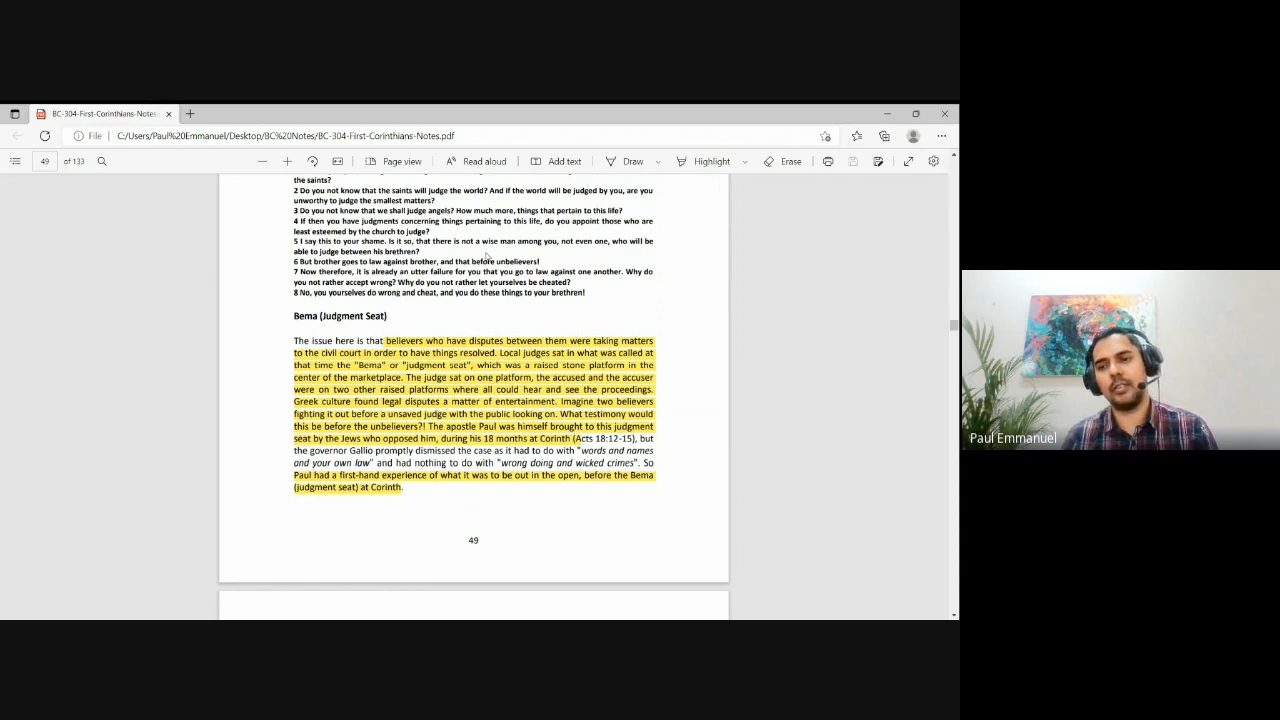 BC-304-First-Corinthians-Notes
File
C:/Users/Paul%20Emmanuel/Desktop/BC%20Notes/BC-304-First-Corinthians-Notes.pdf
49 of 133
Page view
Read aloud
Add text
Draw
Highlight
Erase
the saints?
2 Do you not know that the saints will judge the world? And if the world will be judged by you, are you
unworthy to judge the smallest matters?
3 Do you not know that we shall judge angels? How much more, things that pertain to this life?
4 If then you have judgments concerning things pertaining to this life, do you appoint those who are
least esteemed by the church to judge?
5 I say this to your shame. Is it so, that there is not a wise man among you, not even one, who will be
able to judge between his brethren?
6 But brother goes to law against brother, and that before unbelievers!
7 Now therefore, it is already an utter failure for you that you go to law against one another. Why do
you not rather accept wrong? Why do you not rather let yourselves be cheated?
8 No, you yourselves do wrong and cheat, and you do these things to your brethren!
Bema (Judgment Seat)
The issue here is that believers who have disputes between them were taking matters
to the civil court in order to have things resolved. Local judges sat in what was called at
that time the "Bema" or "judgment seat", which was a raised stone platform in the
center of the marketplace. The judge sat on one platform, the accused and the accuser
were on two other raised platforms where all could hear and see the proceedings.
Greek culture found legal disputes a matter of entertainment. Imagine two believers
fighting it out before a unsaved judge with the public looking on. What testimony would
this be before the unbelievers?! The apostle Paul was himself brought to this judgment
seat by the Jews who opposed him, during his 18 months at Corinth (Acts 18:12-15), but
the governor Gallio promptly dismissed the case as it had to do with "words and names
and your own law" and had nothing to do with "wrong doing and wicked crimes". So
Paul had a first-hand experience of what it was to be out in the open, before the Bema
(judgment seat) at Corinth.
49
Paul Emmanuel